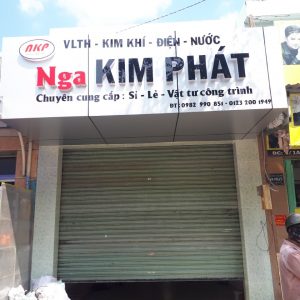 NKP
VLTH - KIM KHÍ - ĐIỆN - NƯỚC
Nga KIM PHÁT
Chuyên cung cấp : Sỉ - Lẻ - Vật tư công trình
ĐT: 0982 990 851 - 0123 200 1949